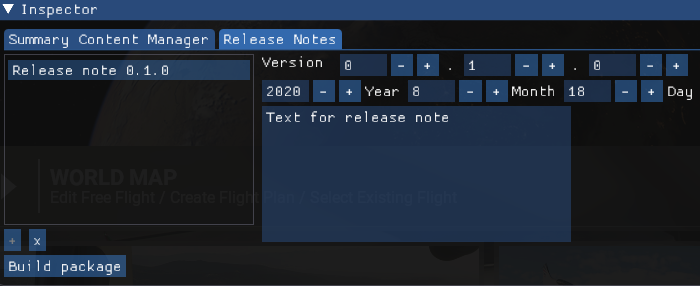 Inspector
Summary Content Manager Release Notes
Release note 0.1.0
Version 0 - + . 1 - + . 0 - +
2020 - + Year 8 - + Month 18 - + Day
Text for release note
WORLD MAP
Edit Free Flight / Create Flight Plan / Select Existing Flight
+ x
Build package